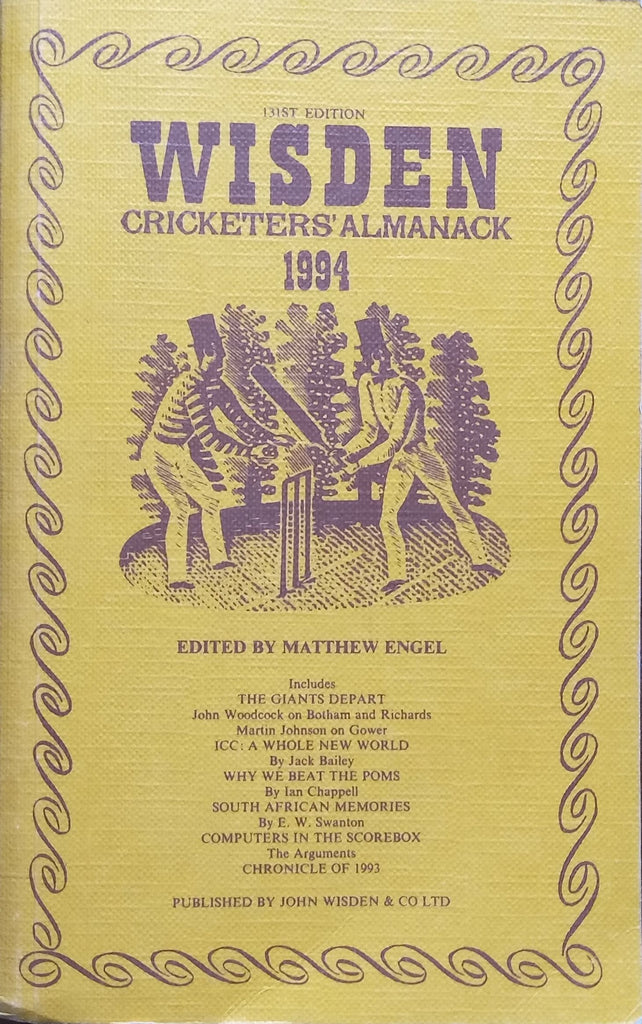 131ST EDITION
WISDEN
CRICKETERS' ALMANACK
1994
EDITED BY MATTHEW ENGEL
Includes
THE GIANTS DEPART
John Woodcock on Botham and Richards
Martin Johnson on Gower
ICC: A WHOLE NEW WORLD
By Jack Bailey
WHY WE BEAT THE POMS
By Ian Chappell
SOUTH AFRICAN MEMORIES
By E. W. Swanton
COMPUTERS IN THE SCOREBOX
The Arguments
CHRONICLE OF 1993
PUBLISHED BY JOHN WISDEN & CO LTD